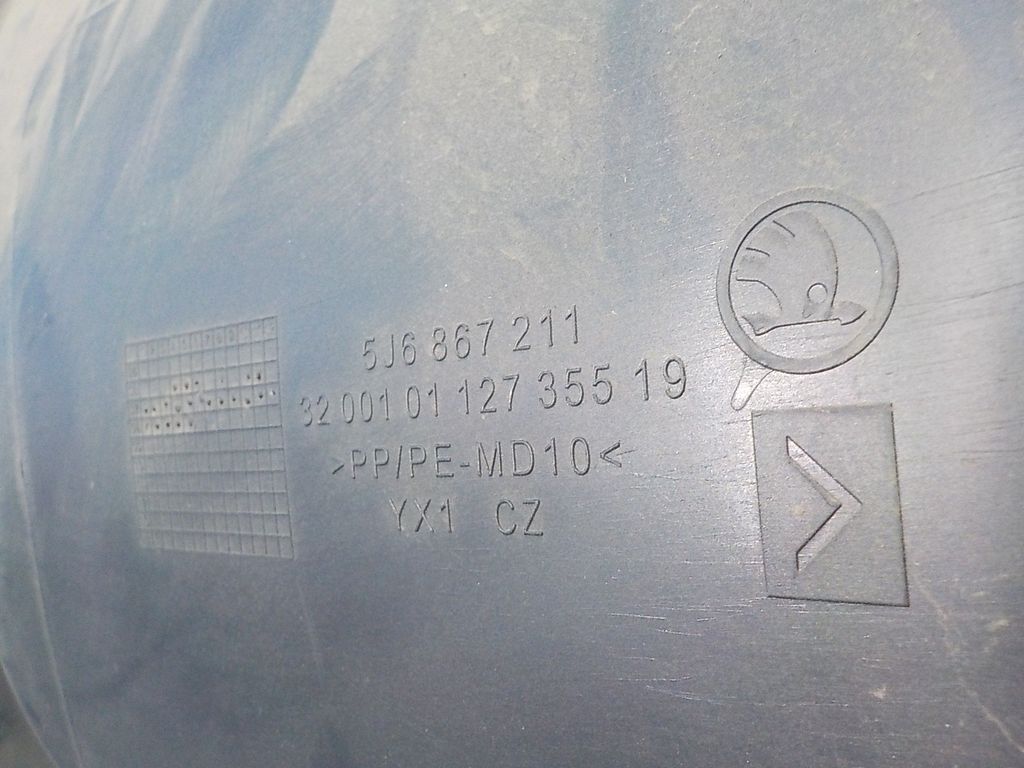 5J6 867 211
32 001 01 127 355 19
>PP/PE-MD10<
YX1 CZ